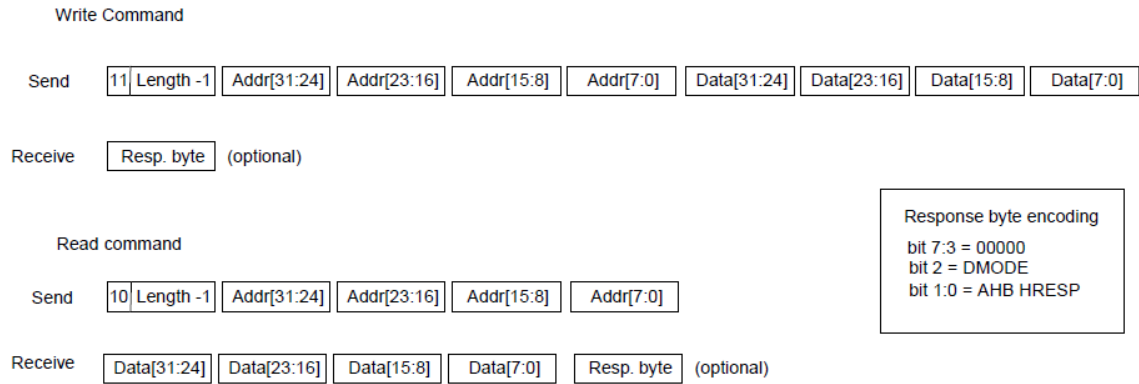 Write Command
Send 11 Length -1 Addr[31:24] Addr[23:16] Addr[15:8] Addr[7:0] Data[31:24] Data[23:16] Data[15:8] Data[7:0]
Receive Resp. byte (optional)
Response byte encoding
bit 7:3 = 00000
bit 2 = DMODE
bit 1:0 = AHB HRESP
Read command
Send 10 Length -1 Addr[31:24] Addr[23:16] Addr[15:8] Addr[7:0]
Receive Data[31:24] Data[23:16] Data[15:8] Data[7:0] Resp. byte (optional)